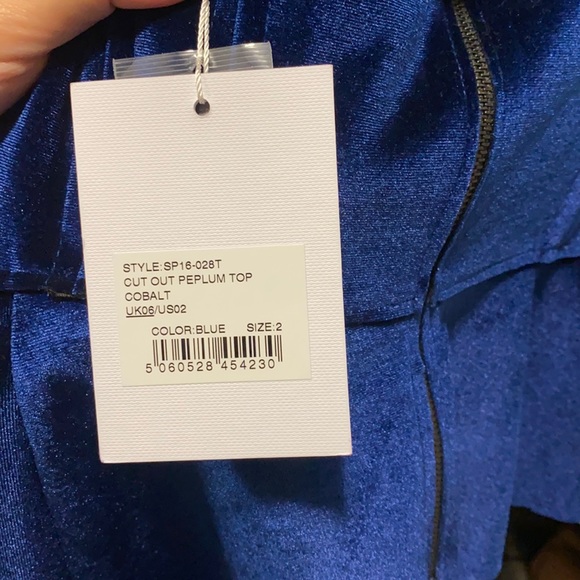 STYLE:SP16-028T
CUT OUT PEPLUM TOP
COBALT
UK06/US02
COLOR:BLUE SIZE:2
5 060528 454230